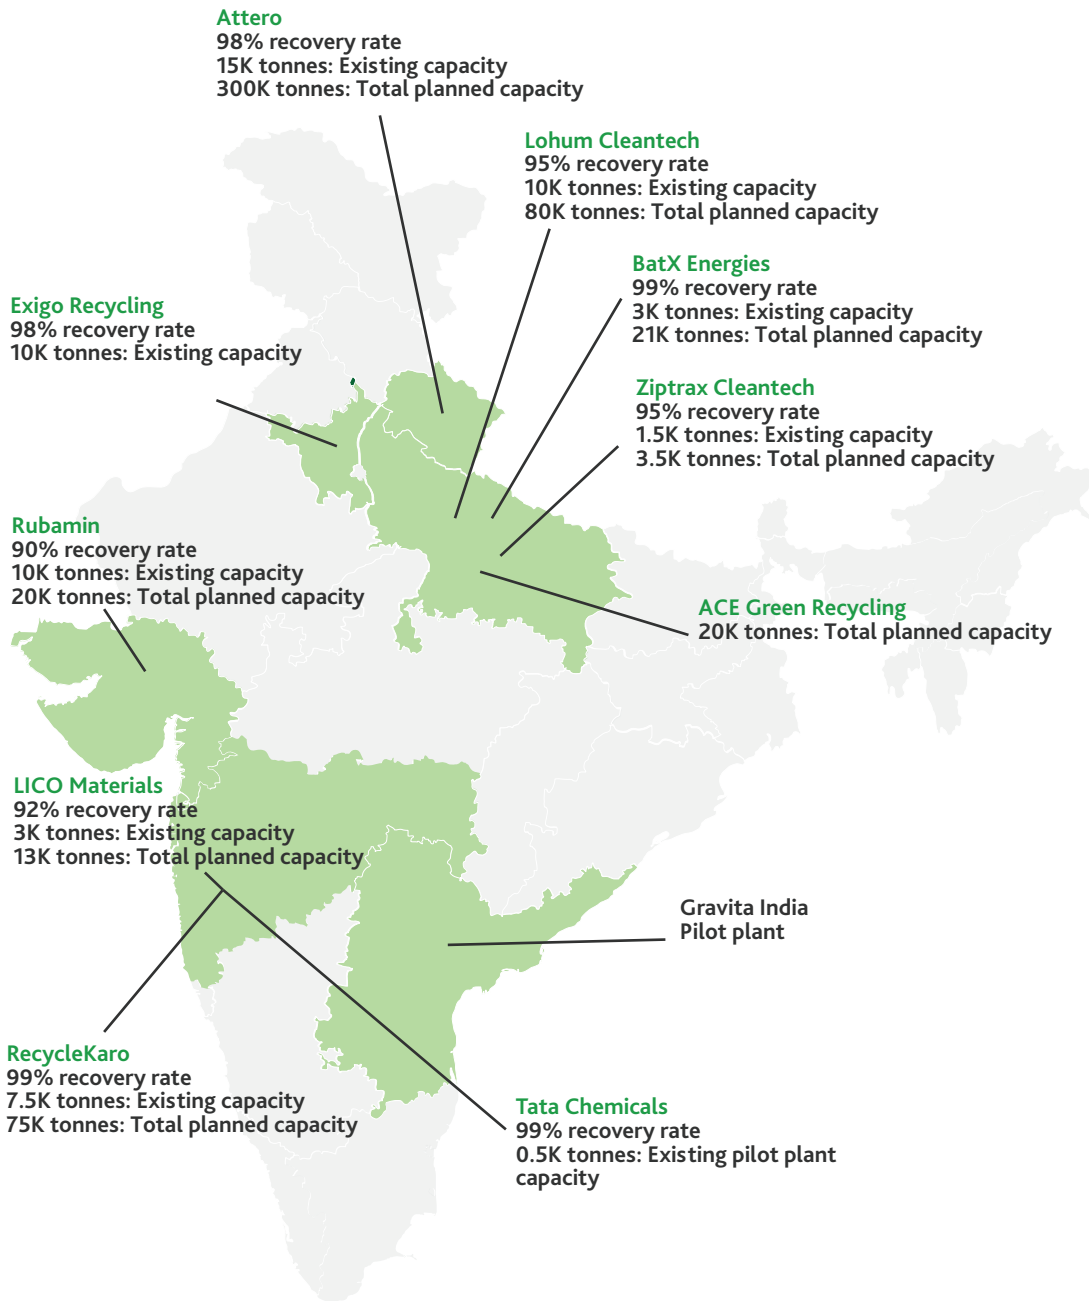 Attero
98% recovery rate
15K tonnes: Existing capacity
300K tonnes: Total planned capacity
Lohum Cleantech
95% recovery rate
10K tonnes: Existing capacity
80K tonnes: Total planned capacity
BatX Energies
99% recovery rate
3K tonnes: Existing capacity
21K tonnes: Total planned capacity
Exigo Recycling
98% recovery rate
10K tonnes: Existing capacity
Ziptrax Cleantech
95% recovery rate
1.5K tonnes: Existing capacity
3.5K tonnes: Total planned capacity
Rubamin
90% recovery rate
10K tonnes: Existing capacity
20K tonnes: Total planned capacity
ACE Green Recycling
20K tonnes: Total planned capacity
LICO Materials
92% recovery rate
3K tonnes: Existing capacity
13K tonnes: Total planned capacity
Gravita India
Pilot plant
RecycleKaro
99% recovery rate
7.5K tonnes: Existing capacity
75K tonnes: Total planned capacity
Tata Chemicals
99% recovery rate
0.5K tonnes: Existing pilot plant
capacity